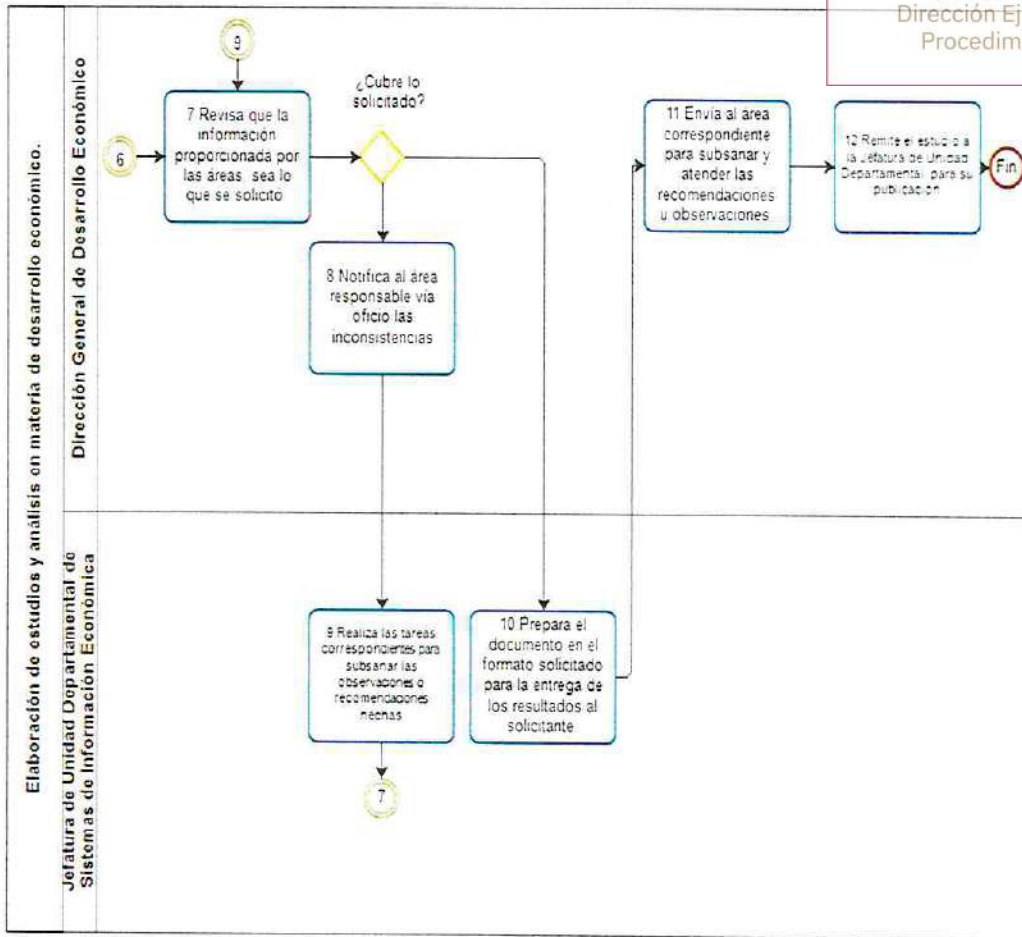 Dirección Ej
Procedim
Elaboración de estudios y análisis en materia de desarrollo económico.
Dirección General de Desarrollo Económico
9
6
7 Revisa que la
información
proporcionada por
las áreas sea lo
que se solicito
¿Cubre lo
solicitado?
8 Notifica al área
responsable vía
oficio las
inconsistencias
11 Envía al área
correspondiente
para subsanar y
atender las
recomendaciones
u observaciones
12 Remite el estudio a
la Jefatura de Unidad
Departamental para su
publicación
Fin
Jefatura de Unidad Departamental de
Sistemas de Información Económica
9 Realiza las tareas
correspondientes para
subsanar las
observaciones o
recomendaciones
hechas
7
10 Prepara el
documento en el
formato solicitado
para la entrega de
los resultados al
solicitante